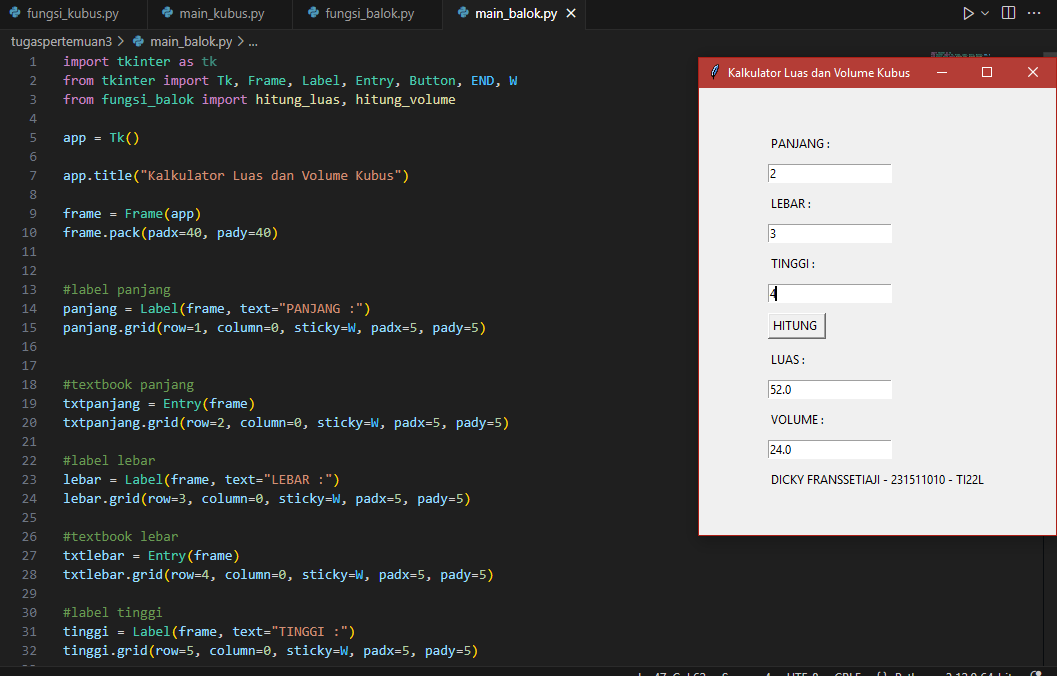 fungsi_kubus.py
main_kubus.py
fungsi_balok.py
main_balok.py
tugaspertemuan3 > main_balok.py > ...
1 import tkinter as tk
2 from tkinter import Tk, Frame, Label, Entry, Button, END, W
3 from fungsi_balok import hitung_luas, hitung_volume
4
5 app = Tk()
6
7 app.title("Kalkulator Luas dan Volume Kubus")
8
9 frame = Frame(app)
10 frame.pack(padx=40, pady=40)
11
12
13 #label panjang
14 panjang = Label(frame, text="PANJANG :")
15 panjang.grid(row=1, column=0, sticky=W, padx=5, pady=5)
16
17
18 #textbook panjang
19 txtpanjang = Entry(frame)
20 txtpanjang.grid(row=2, column=0, sticky=W, padx=5, pady=5)
21
22 #label lebar
23 lebar = Label(frame, text="LEBAR :")
24 lebar.grid(row=3, column=0, sticky=W, padx=5, pady=5)
25
26 #textbook lebar
27 txtlebar = Entry(frame)
28 txtlebar.grid(row=4, column=0, sticky=W, padx=5, pady=5)
29
30 #label tinggi
31 tinggi = Label(frame, text="TINGGI :")
32 tinggi.grid(row=5, column=0, sticky=W, padx=5, pady=5)
Kalkulator Luas dan Volume Kubus
PANJANG :
2
LEBAR :
3
TINGGI :
4
HITUNG
LUAS :
52.0
VOLUME :
24.0
DICKY FRANSSETIAJI - 231511010 - TI22L